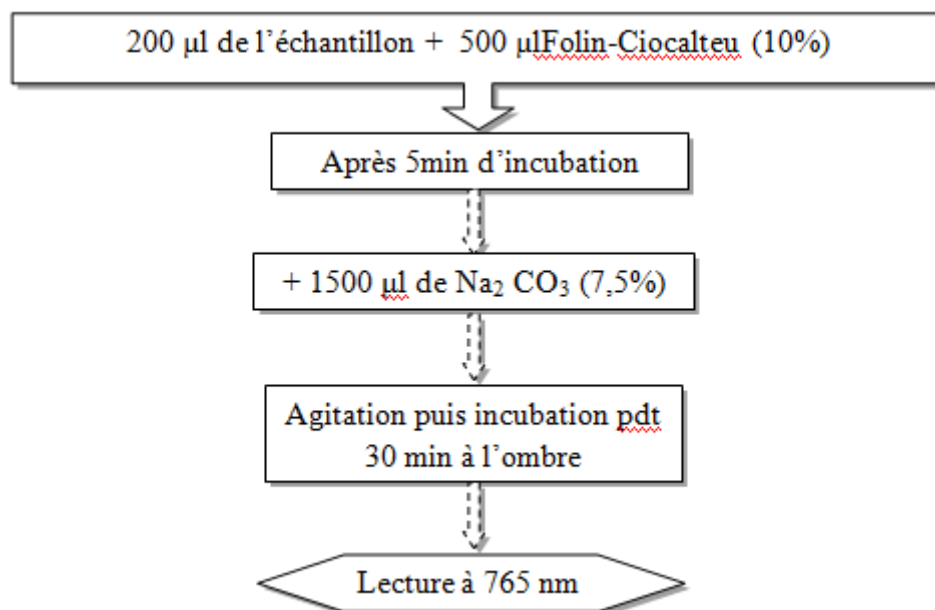 200 µl de l’échantillon + 500 µlFolin-Ciocalteu (10%)
Après 5min d’incubation
+ 1500 µl de Na₂ CO₃ (7,5%)
Agitation puis incubation pdt
30 min à l’ombre
Lecture à 765 nm